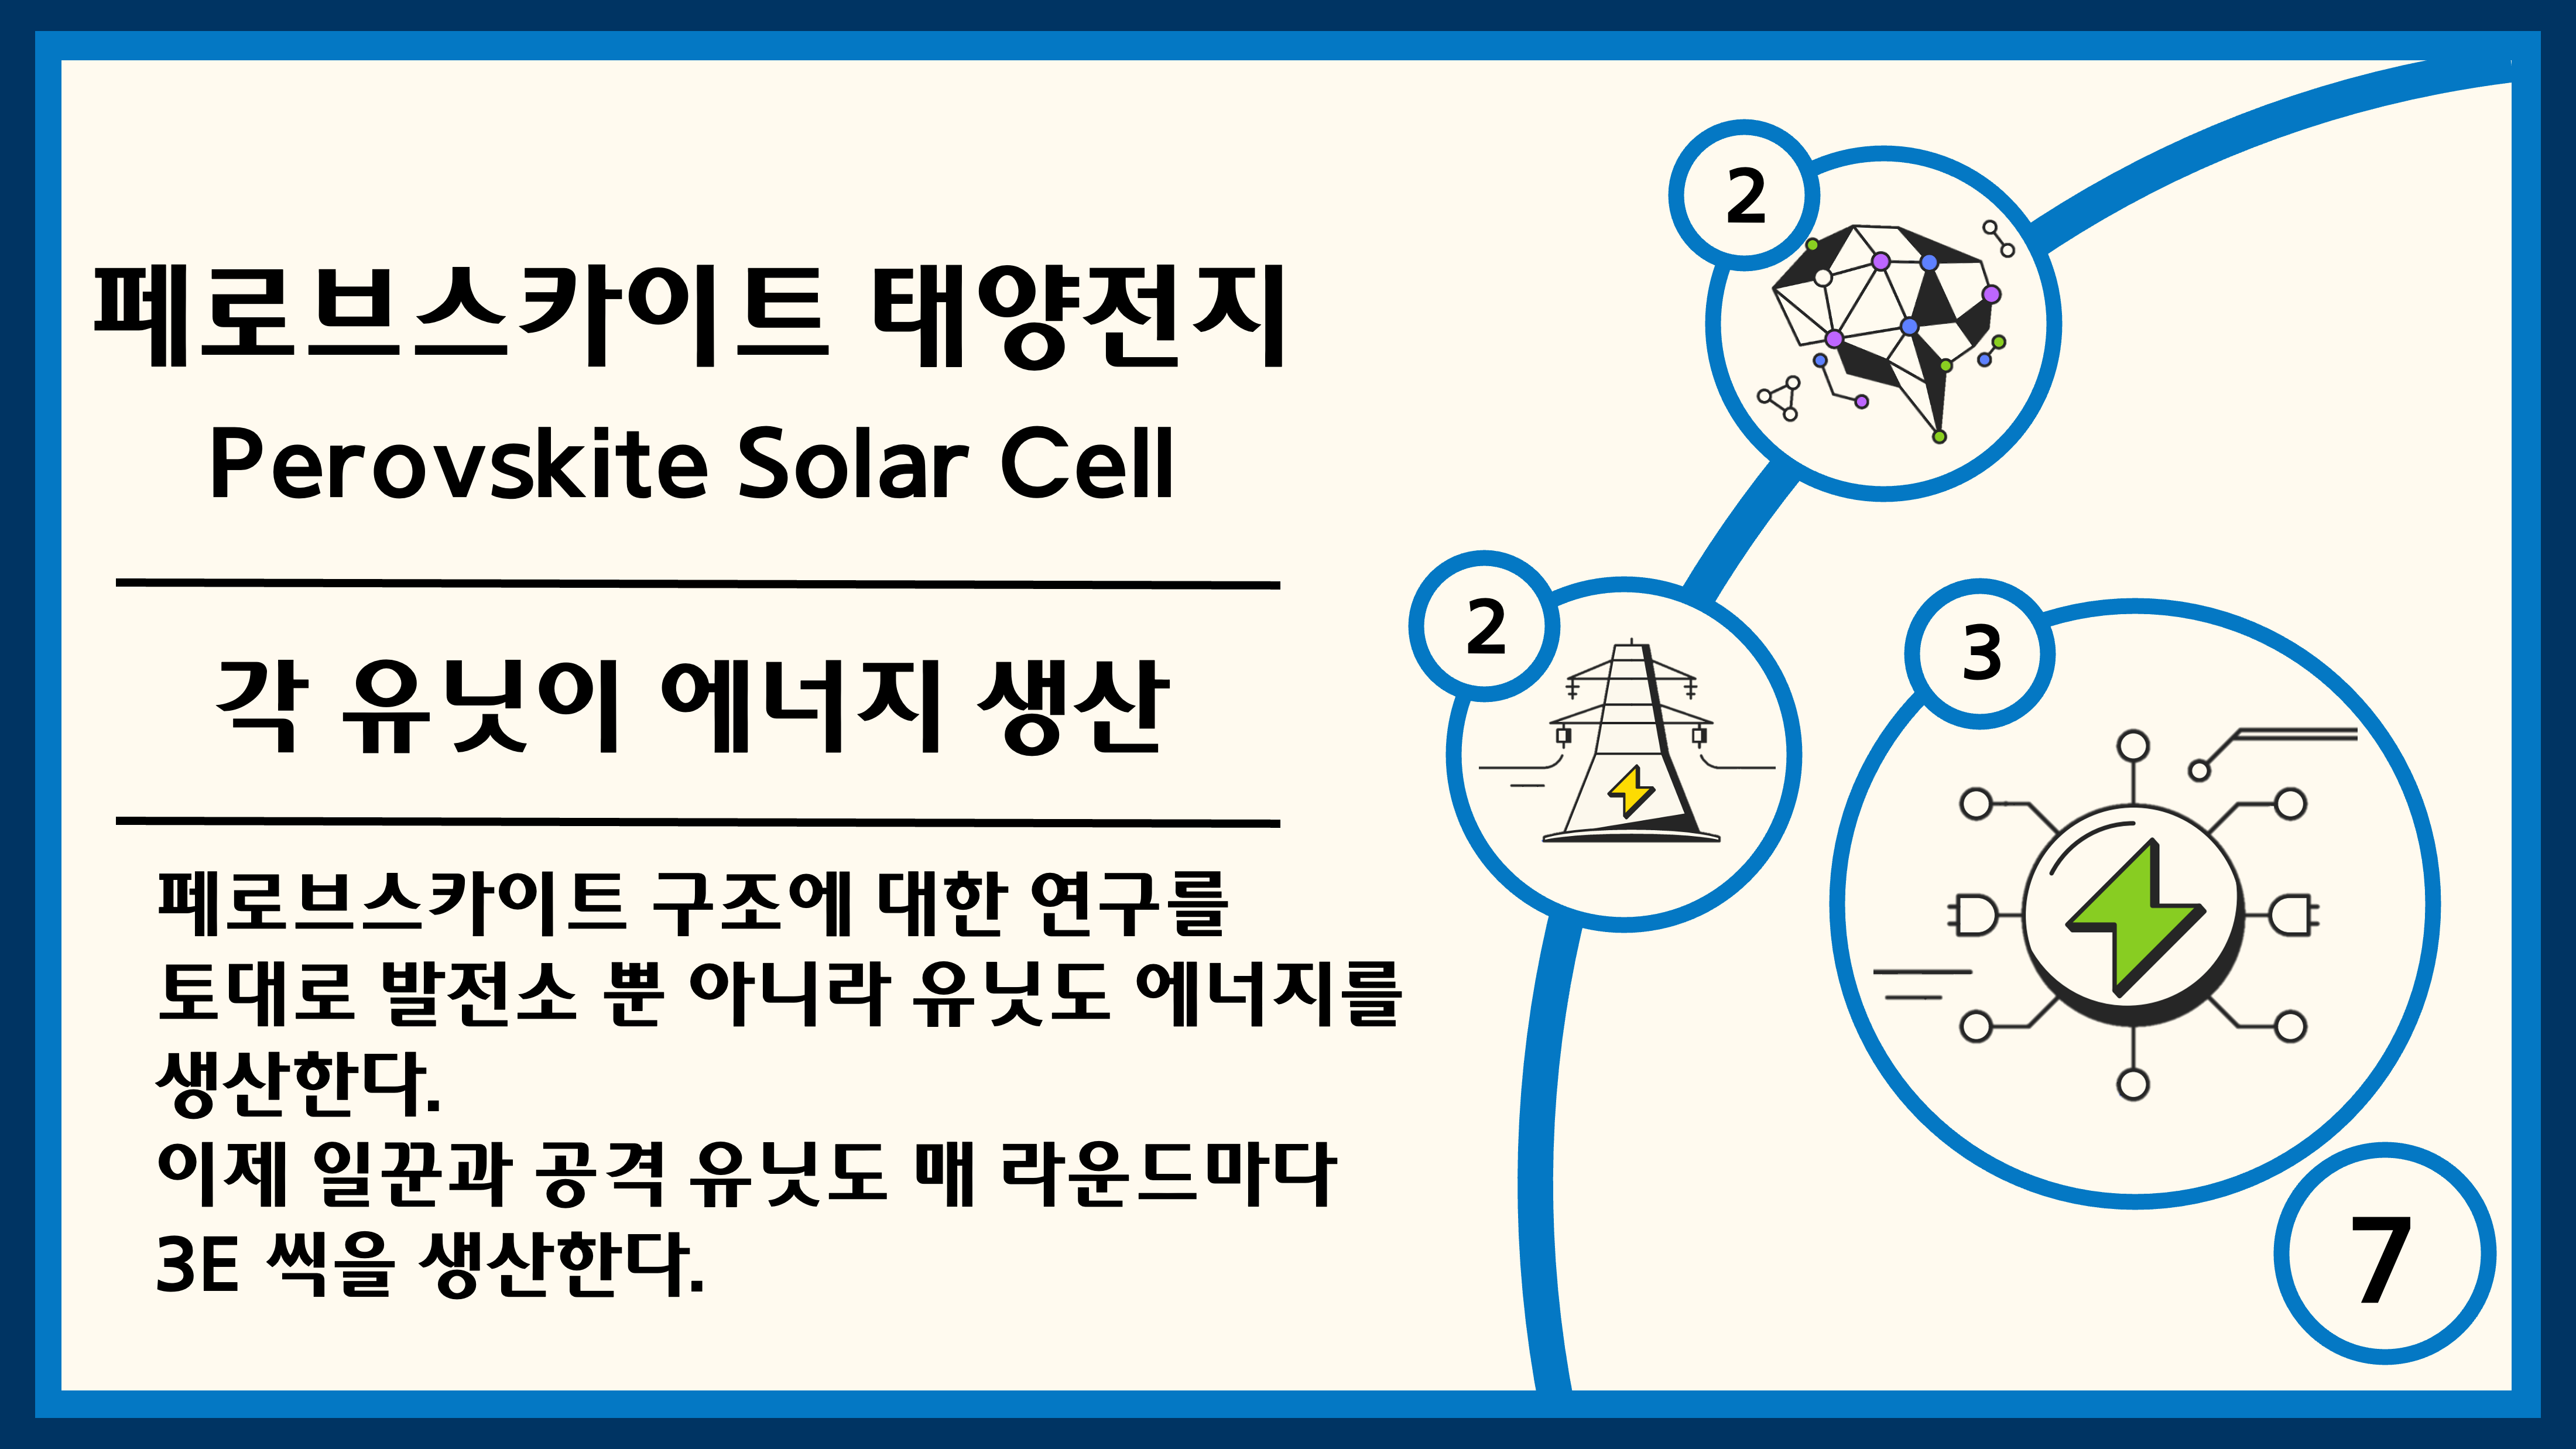 페로브스카이트 태양전지
Perovskite Solar Cell
각 유닛이 에너지 생산
페로브스카이트 구조에 대한 연구를
토대로 발전소 뿐 아니라 유닛도 에너지를
생산한다.
이제 일꾼과 공격 유닛도 매 라운드마다
3E 씩을 생산한다.
2
2
3
7